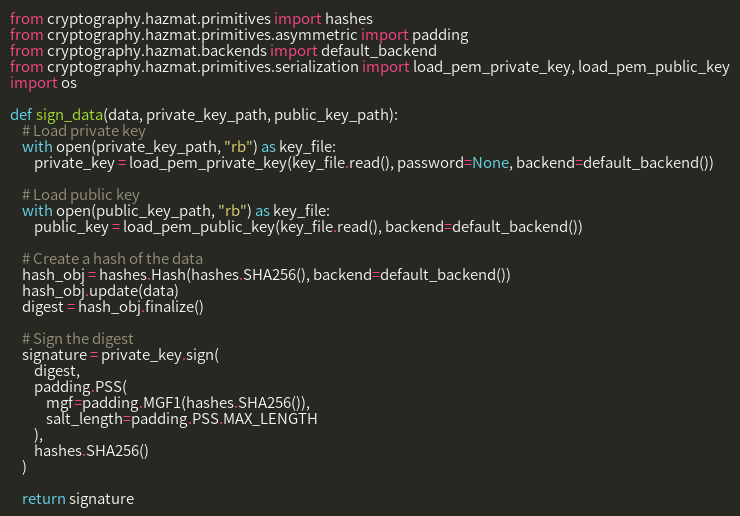 from cryptography.hazmat.primitives import hashes
from cryptography.hazmat.primitives.asymmetric import padding
from cryptography.hazmat.backends import default_backend
from cryptography.hazmat.primitives.serialization import load_pem_private_key, load_pem_public_key
import os

def sign_data(data, private_key_path, public_key_path):
    # Load private key
    with open(private_key_path, "rb") as key_file:
        private_key = load_pem_private_key(key_file.read(), password=None, backend=default_backend())

    # Load public key
    with open(public_key_path, "rb") as key_file:
        public_key = load_pem_public_key(key_file.read(), backend=default_backend())

    # Create a hash of the data
    hash_obj = hashes.Hash(hashes.SHA256(), backend=default_backend())
    hash_obj.update(data)
    digest = hash_obj.finalize()

    # Sign the digest
    signature = private_key.sign(
        digest,
        padding.PSS(
            mgf=padding.MGF1(hashes.SHA256()),
            salt_length=padding.PSS.MAX_LENGTH
        ),
        hashes.SHA256()
    )

    return signature